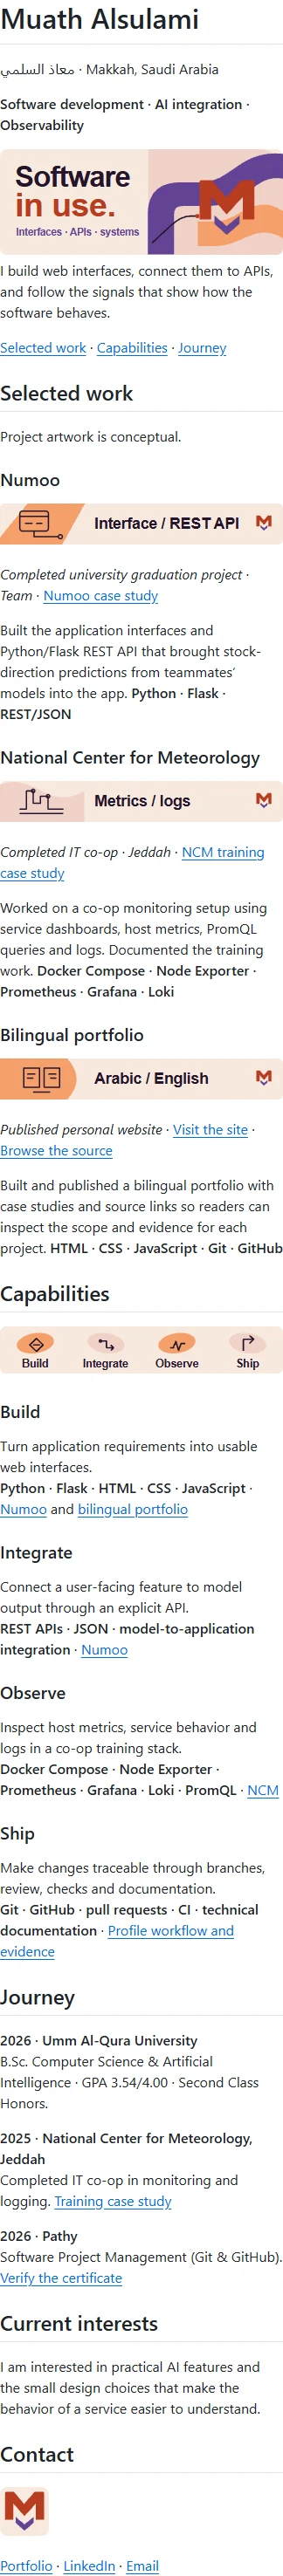 Muath Alsulami
معاذ السلمي · Makkah, Saudi Arabia
Software development · AI integration ·
Observability
Software
in use.
Interfaces · APIs · systems
I build web interfaces, connect them to APIs,
and follow the signals that show how the
software behaves.
Selected work · Capabilities · Journey
Selected work
Project artwork is conceptual.
Numoo
Interface / REST API
Completed university graduation project ·
Team · Numoo case study
Built the application interfaces and
Python/Flask REST API that brought stock-
direction predictions from teammates’
models into the app. Python · Flask ·
REST/JSON
National Center for Meteorology
Metrics / logs
Completed IT co-op · Jeddah · NCM training
case study
Worked on a co-op monitoring setup using
service dashboards, host metrics, PromQL
queries and logs. Documented the training
work. Docker Compose · Node Exporter ·
Prometheus · Grafana · Loki
Bilingual portfolio
Arabic / English
Published personal website · Visit the site ·
Browse the source
Built and published a bilingual portfolio with
case studies and source links so readers can
inspect the scope and evidence for each
project. HTML · CSS · JavaScript · Git · GitHub
Capabilities
Build Integrate Observe Ship
Build
Turn application requirements into usable
web interfaces.
Python · Flask · HTML · CSS · JavaScript ·
Numoo and bilingual portfolio
Integrate
Connect a user-facing feature to model
output through an explicit API.
REST APIs · JSON · model-to-application
integration · Numoo
Observe
Inspect host metrics, service behavior and
logs in a co-op training stack.
Docker Compose · Node Exporter ·
Prometheus · Grafana · Loki · PromQL · NCM
Ship
Make changes traceable through branches,
review, checks and documentation.
Git · GitHub · pull requests · CI · technical
documentation · Profile workflow and
evidence
Journey
2026 · Umm Al-Qura University
B.Sc. Computer Science & Artificial
Intelligence · GPA 3.54/4.00 · Second Class
Honors.
2025 · National Center for Meteorology,
Jeddah
Completed IT co-op in monitoring and
logging. Training case study
2026 · Pathy
Software Project Management (Git & GitHub).
Verify the certificate
Current interests
I am interested in practical AI features and
the small design choices that make the
behavior of a service easier to understand.
Contact
Portfolio · LinkedIn · Email